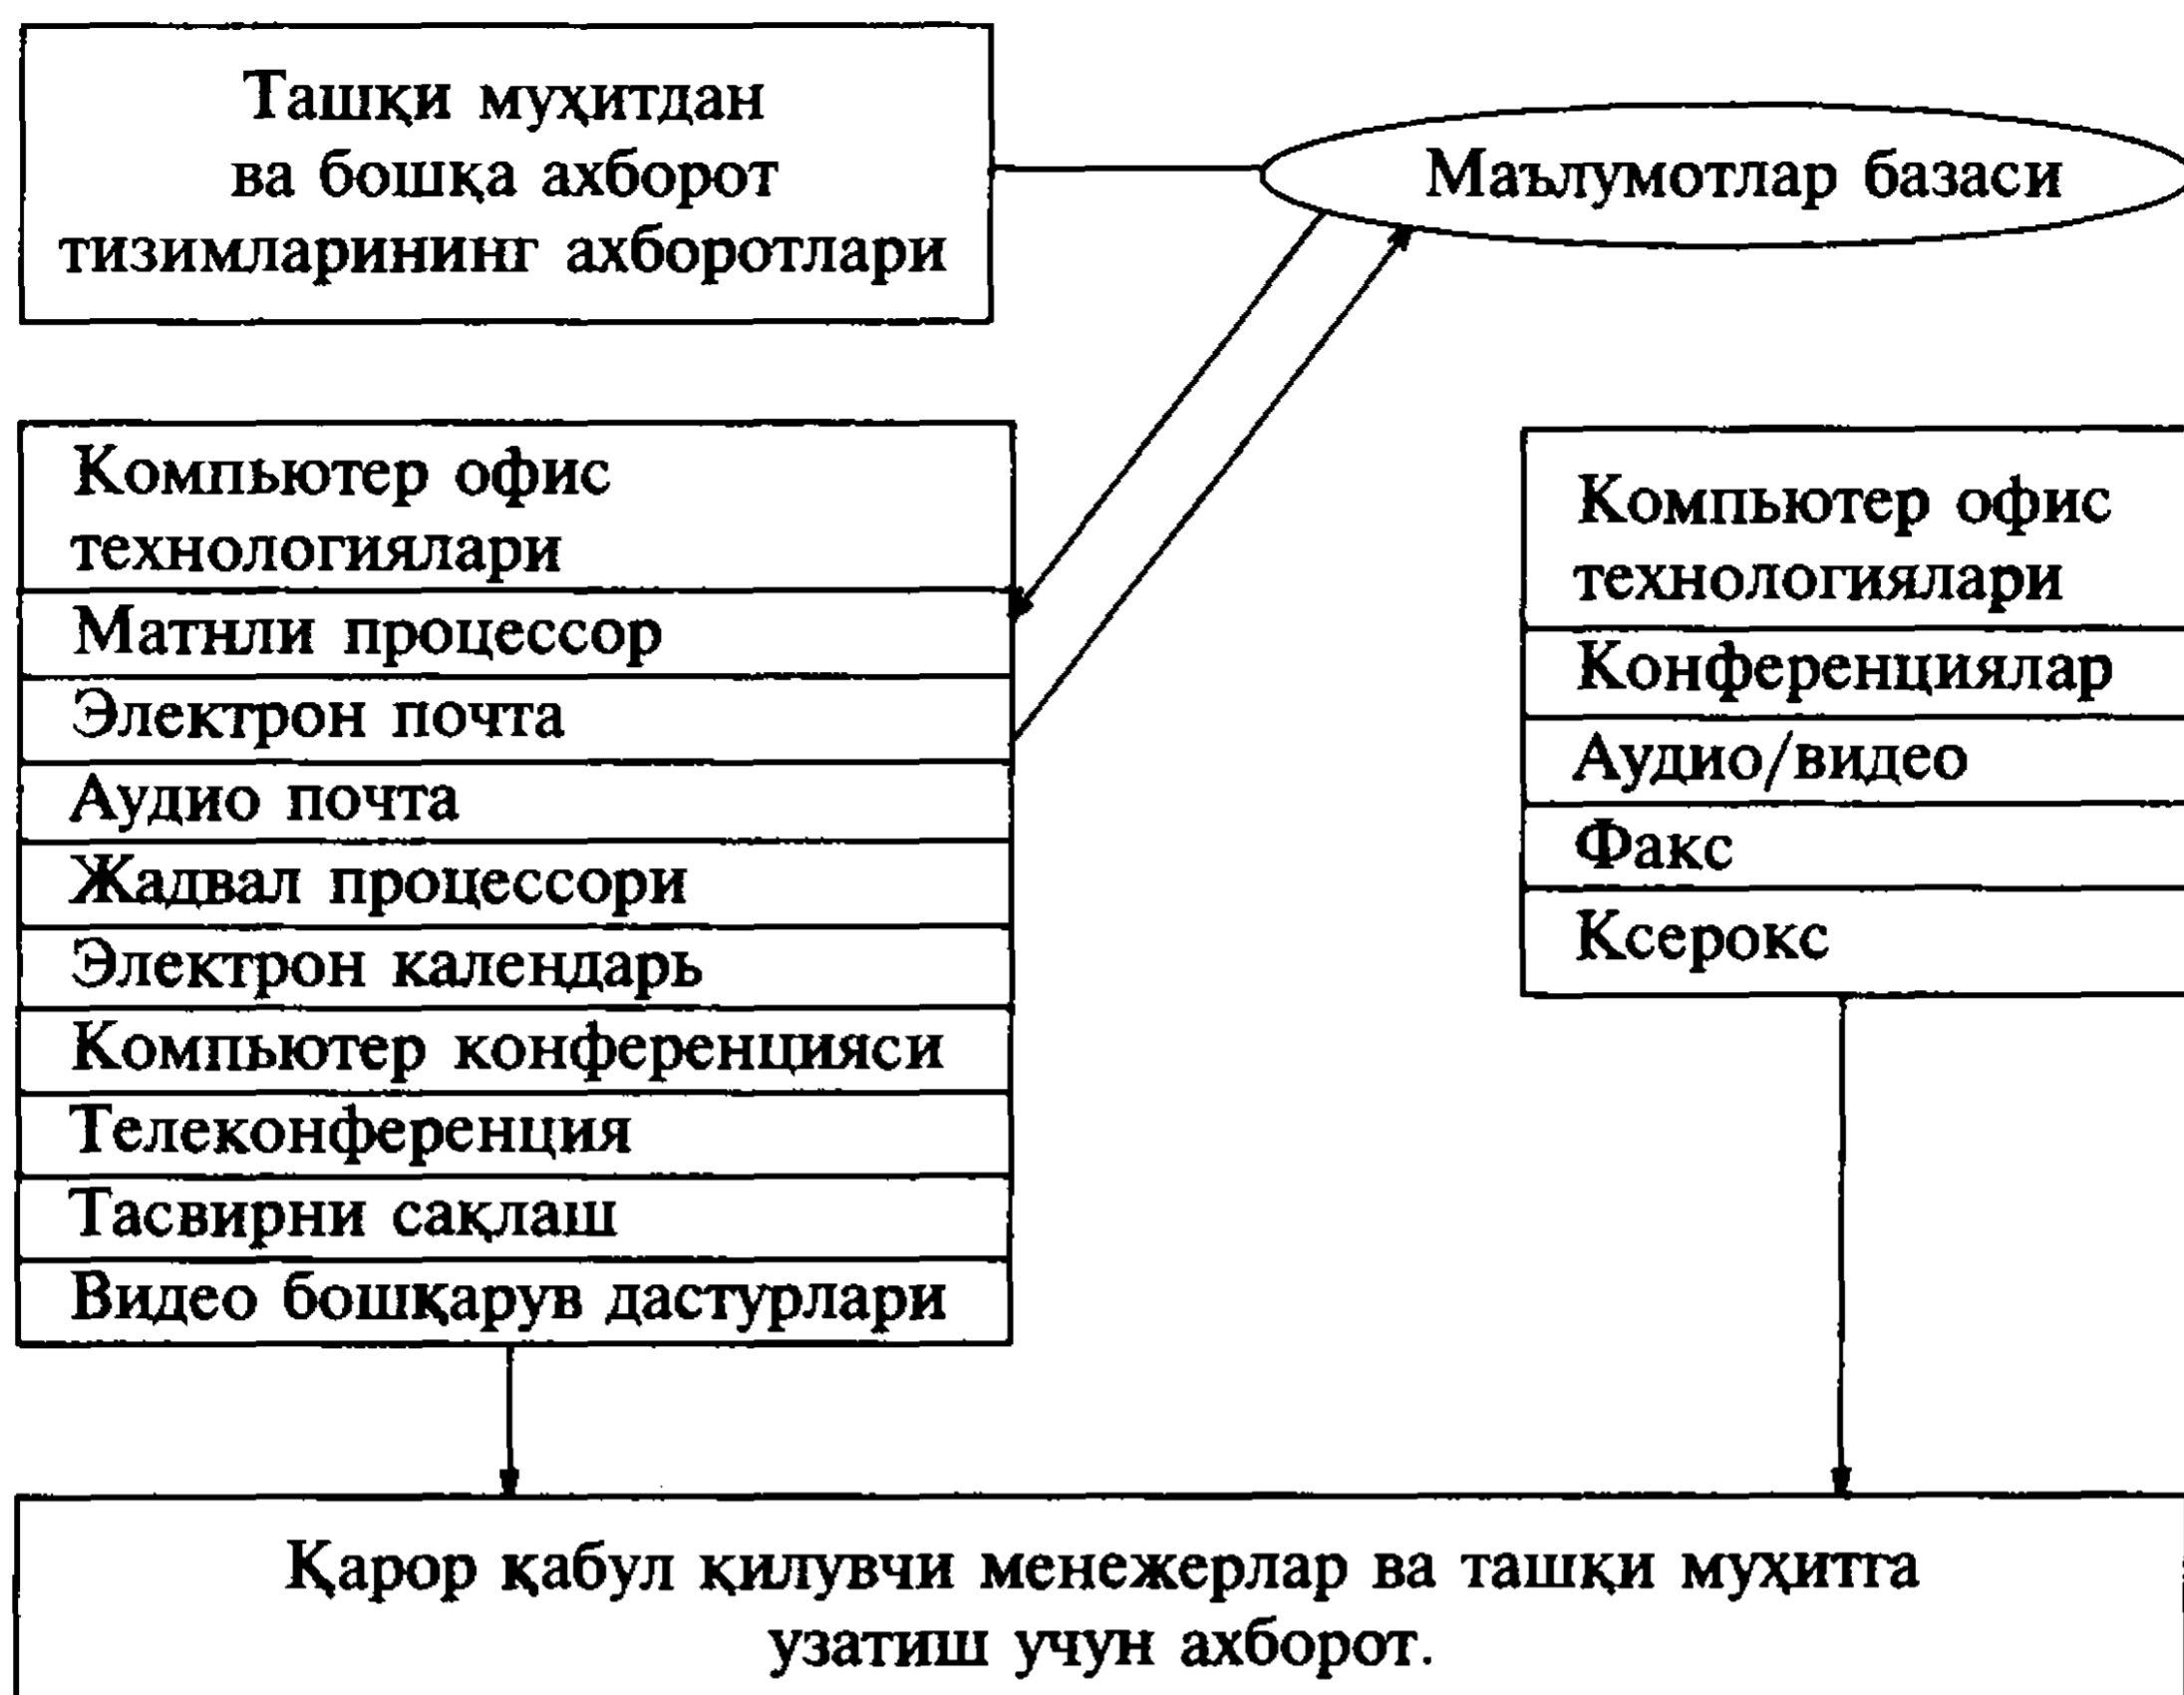 Ташқи муҳитдан
ва бошқа ахборот
тизимларининг ахборотлари
Маълумотлар базаси
Компьютер офис
технологиялари
Матнли процессор
Электрон почта
Аудио почта
Жадвал процессори
Электрон календарь
Компьютер конференцияси
Телеконференция
Тасвирни сақлаш
Видео бошқарув дастурлари
Компьютер офис
технологиялари
Конференциялар
Аудио/видео
Факс
Ксерокс
Қарор қабул қилувчи менежерлар ва ташқи муҳитга
узатиш учун ахборот.